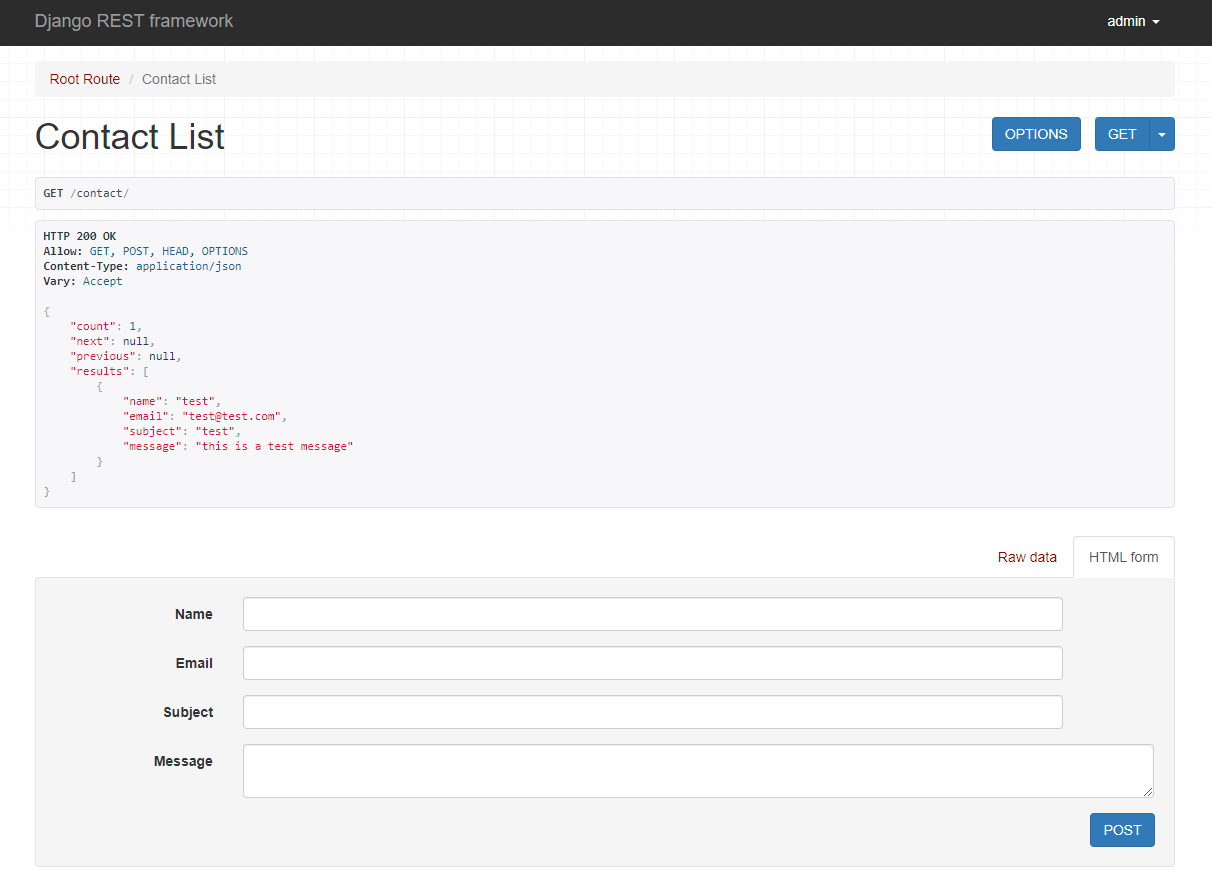 Django REST framework
admin
Root Route / Contact List
Contact List
OPTIONS
GET
GET /contact/
HTTP 200 OK
Allow: GET, POST, HEAD, OPTIONS
Content-Type: application/json
Vary: Accept
{
    "count": 1,
    "next": null,
    "previous": null,
    "results": [
        {
            "name": "test",
            "email": "test@test.com",
            "subject": "test",
            "message": "this is a test message"
        }
    ]
}
Raw data
HTML form
Name
Email
Subject
Message
POST